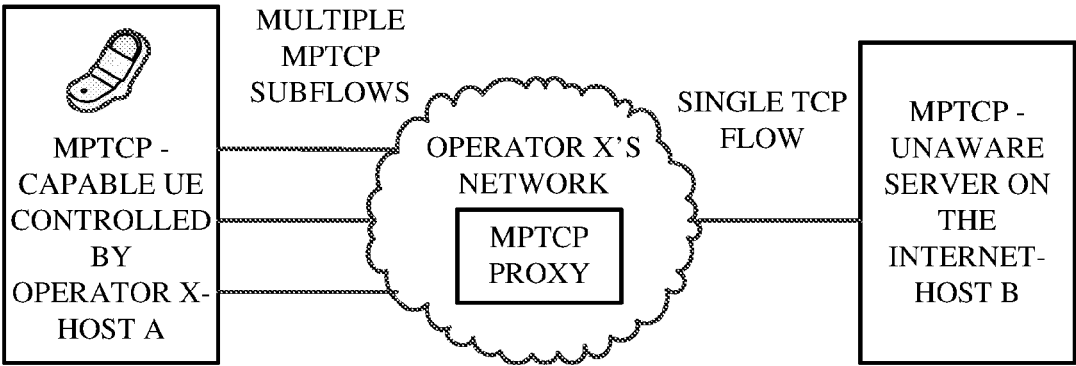 MPTCP -
CAPABLE UE
CONTROLLED
BY
OPERATOR X-
HOST A
MULTIPLE
MPTCP
SUBFLOWS
OPERATOR X'S
NETWORK
MPTCP
PROXY
SINGLE TCP
FLOW
MPTCP -
UNAWARE
SERVER ON
THE
INTERNET-
HOST B